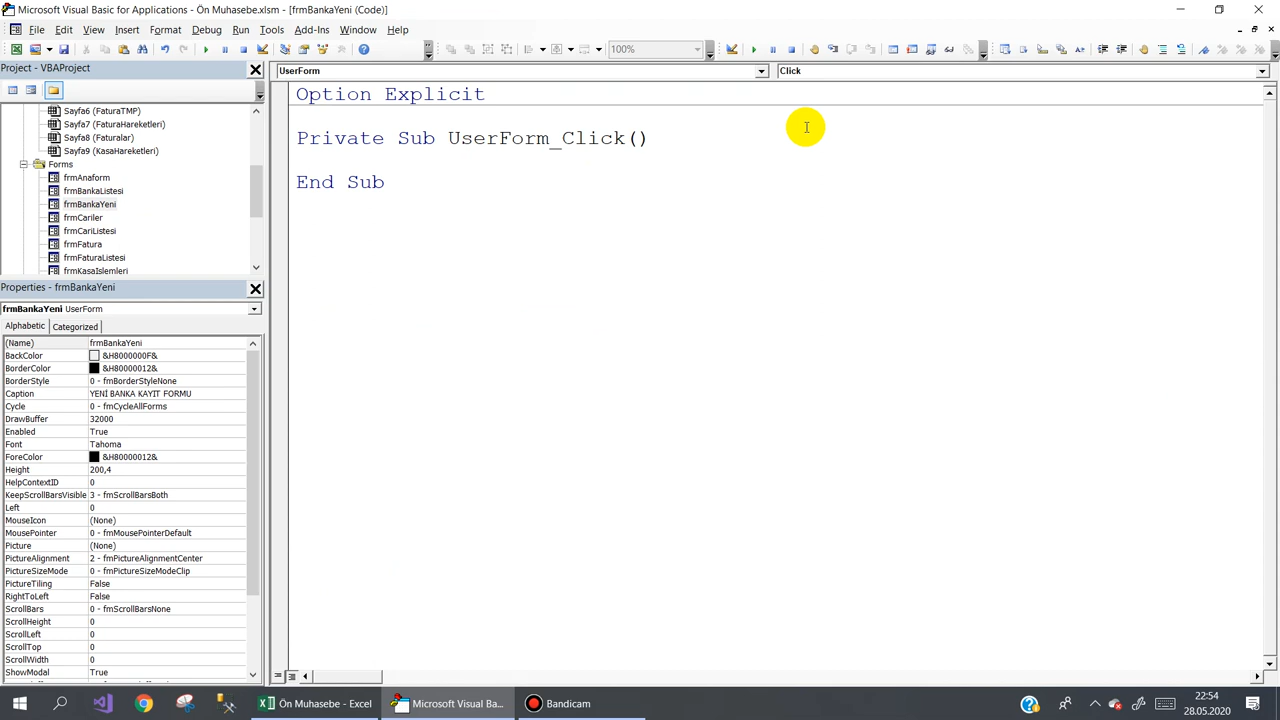 Microsoft Visual Basic for Applications - Ön Muhasebe.xlsm - [frmBankaYeni (Code)]
File Edit View Insert Format Debug Run Tools Add-Ins Window Help
100%
Project - VBAProject
UserForm
Click
Sayfa6 (FaturaTMP)
Sayfa7 (FaturaHareketleri)
Sayfa8 (Faturalar)
Sayfa9 (KasaHareketleri)
Forms
frmAnaform
frmBankaListesi
frmBankaYeni
frmCariler
frmCariListesi
frmFatura
frmFaturaListesi
frmKasaIslemleri
Option Explicit
Private Sub UserForm_Click()
End Sub
Properties - frmBankaYeni
frmBankaYeni UserForm
Alphabetic Categorized
(Name) frmBankaYeni
BackColor &H8000000F&
BorderColor &H80000012&
BorderStyle 0 - fmBorderStyleNone
Caption YENİ BANKA KAYIT FORMU
Cycle 0 - fmCycleAllForms
DrawBuffer 32000
Enabled True
Font Tahoma
ForeColor &H80000012&
Height 200,4
HelpContextID 0
KeepScrollBarsVisible 3 - fmScrollBarsBoth
Left 0
MouseIcon (None)
MousePointer 0 - fmMousePointerDefault
Picture (None)
PictureAlignment 2 - fmPictureAlignmentCenter
PictureSizeMode 0 - fmPictureSizeModeClip
PictureTiling False
RightToLeft False
ScrollBars 0 - fmScrollBarsNone
ScrollHeight 0
ScrollLeft 0
ScrollTop 0
ScrollWidth 0
ShowModal True
Ön Muhasebe - Excel
Microsoft Visual Ba...
Bandicam
22:54
28.05.2020